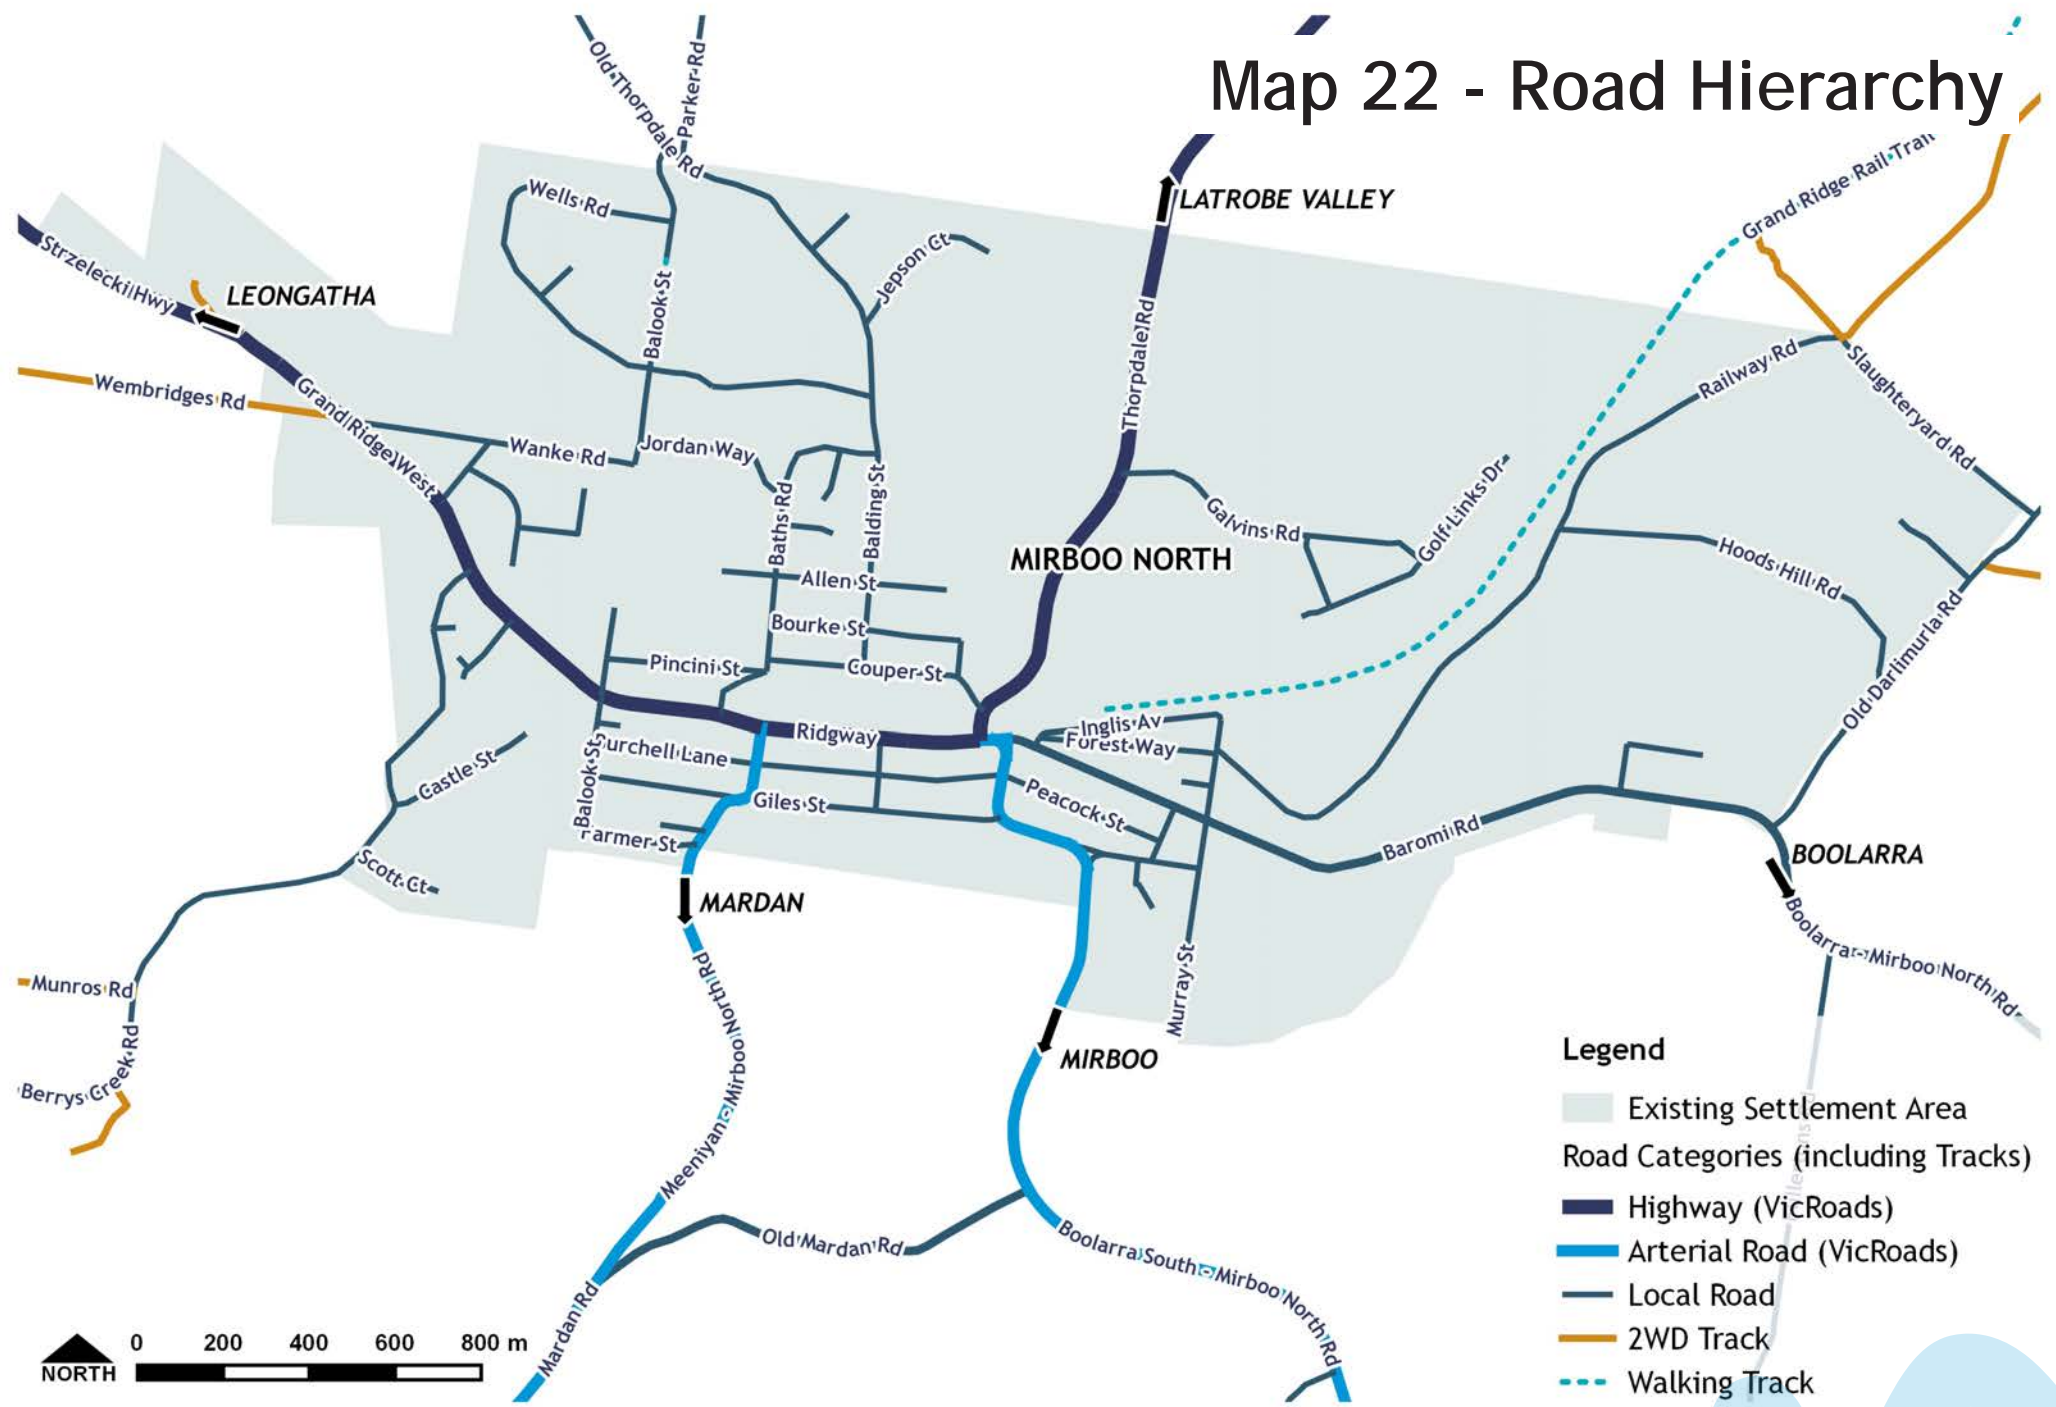 Map 22 - Road Hierarchy
Old Thorpdale Rd
Parker Rd
Grand Ridge Rail Trail
Wells Rd
LATROBE VALLEY
Strzelecki Hwy
LEONGATHA
Balook St
Jepson Ct
Thorpdale Rd
Railway Rd
Slaughteryard Rd
Wembridges Rd
Grand Ridge West
Wanke Rd
Jordan Way
Baths Rd
Balding St
Galvins Rd
Golf Links Dr
MIRBOO NORTH
Hoods Hill Rd
Allen St
Bourke St
Pincini St
Couper St
Old Darlimurla Rd
Ridgway
Inglis Av
Forest Way
urchell Lane
Balook St
Castle St
Giles St
Peacock St
Farmer St
Baromi Rd
BOOLARRA
Scott Ct
MARDAN
Boolarra - Mirboo North Rd
Murray St
Munros Rd
Berrys Creek Rd
Meeniyan - Mirboo North Rd
MIRBOO
Old Mardan Rd
Boolarra South - Mirboo North Rd
Mardan Rd
Legend
Existing Settlement Area
Road Categories (including Tracks)
Highway (VicRoads)
Arterial Road (VicRoads)
Local Road
2WD Track
Walking Track
0 200 400 600 800 m
NORTH